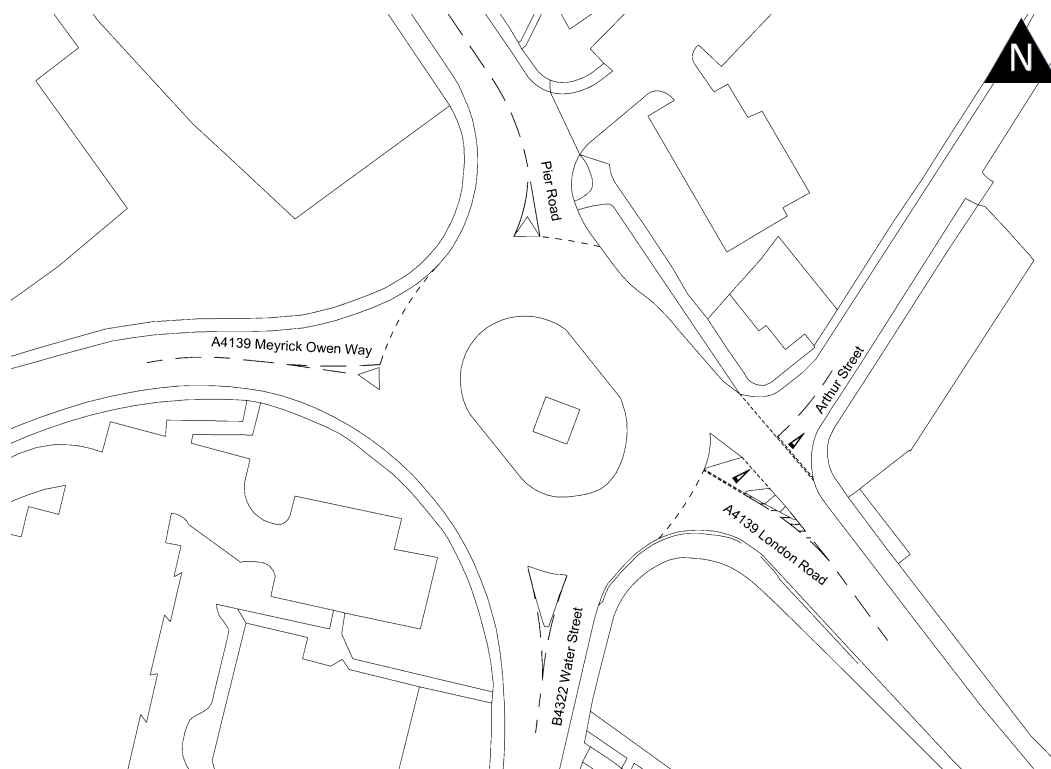 N
Pier Road
A4139 Meyrick Owen Way
Arthur Street
A4139 London Road
B4322 Water Street